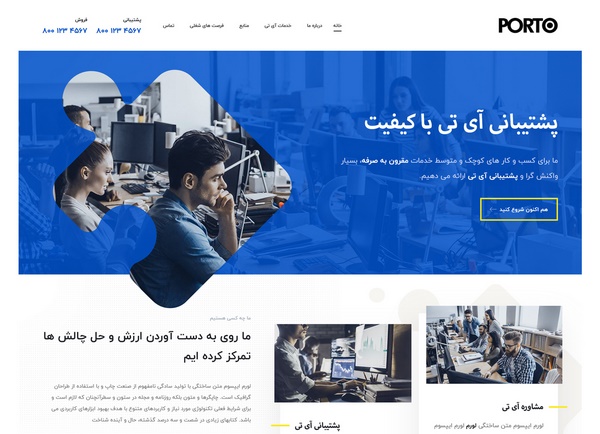 PORTO
خانه
درباره ما
خدمات آی تی
منابع
فرصت های شغلی
تماس
پشتیبانی
۸۰۰ ۱۲۳ ۴۵۶۷
فروش
۸۰۰ ۱۲۳ ۴۵۶۷
پشتیبانی آی تی با کیفیت
ما برای کسب و کار های کوچک و متوسط خدمات مقرون به صرفه، بسیار
واکنش گرا و پشتیبانی آی تی ارائه می دهیم.
هم اکنون شروع کنید
مشاوره آی تی
لورم ایپسوم متن ساختگی لورم ایپسوم
پشتیبانی آی تی
ما چه کسی هستیم
ما روی به دست آوردن ارزش و حل چالش ها
تمرکز کرده ایم
لورم ایپسوم متن ساختگی با تولید سادگی نامفهوم از صنعت چاپ و با استفاده از طراحان
گرافیک است. چاپگرها و متون بلکه روزنامه و مجله در ستون و سطرآنچنان که لازم است و
برای شرایط فعلی تکنولوژی مورد نیاز و کاربردهای متنوع با هدف بهبود ابزارهای کاربردی می
باشد. کتابهای زیادی در شصت و سه درصد گذشته، حال و آینده شناخت